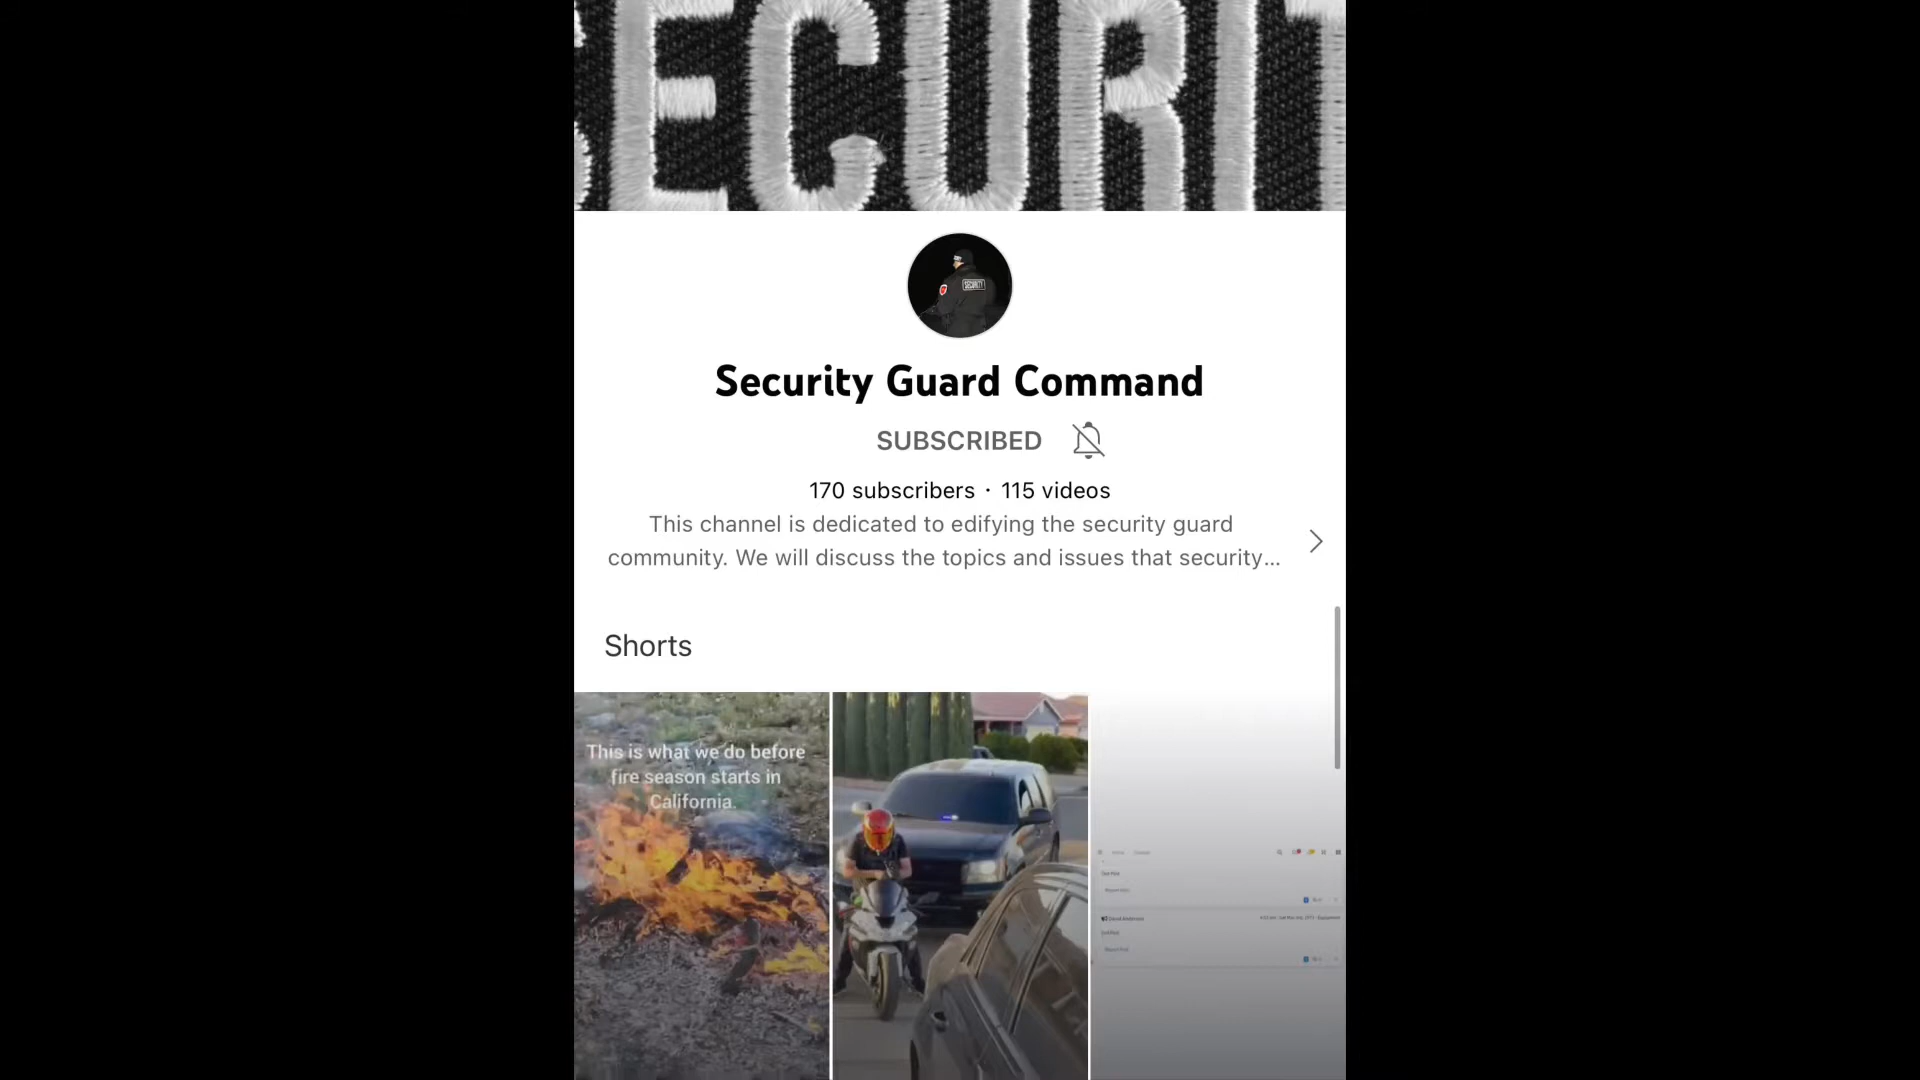 SECURIT
SECURITY
Security Guard Command
SUBSCRIBED
170 subscribers · 115 videos
This channel is dedicated to edifying the security guard
community. We will discuss the topics and issues that security...
Shorts
This is what we do before
fire season starts in
California.